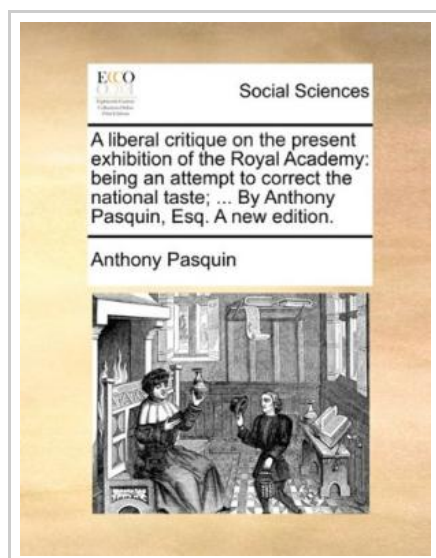 ECCO
Social Sciences
A liberal critique on the present
exhibition of the Royal Academy:
being an attempt to correct the
national taste; ... By Anthony
Pasquin, Esq. A new edition.
Anthony Pasquin